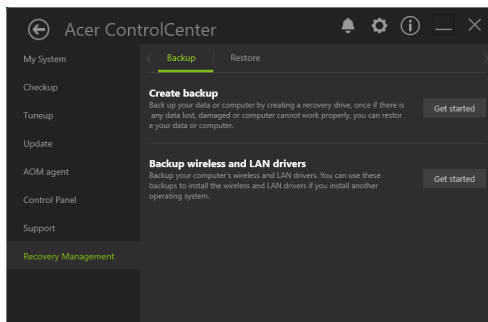 Acer ControlCenter
My System
Checkup
Tuneup
Update
AOM agent
Control Panel
Support
Recovery Management
Backup
Restore
Create backup
Back up your data or computer by creating a recovery drive, once if there is
any data lost, damaged or computer cannot work properly, you can restor
e your data or computer.
Get started
Backup wireless and LAN drivers
Backup your computer's wireless and LAN drivers. You can use these
backups to install the wireless and LAN drivers if you install another
operating system.
Get started